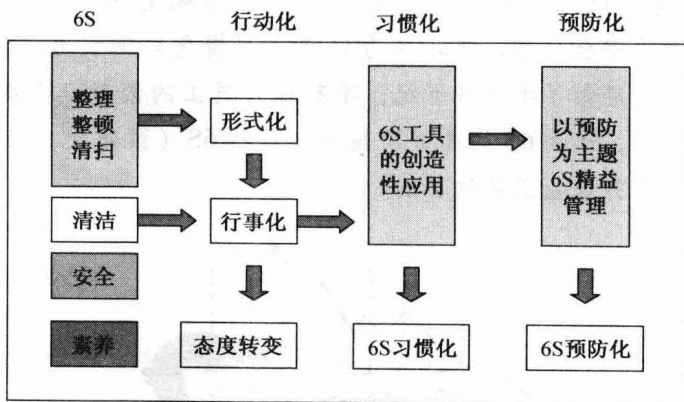 6S
行动化
习惯化
预防化
整理
整顿
清扫
形式化
6S工具
的创造
性应用
以预防
为主题
6S精益
管理
清洁
行事化
安全
素养
态度转变
6S习惯化
6S预防化